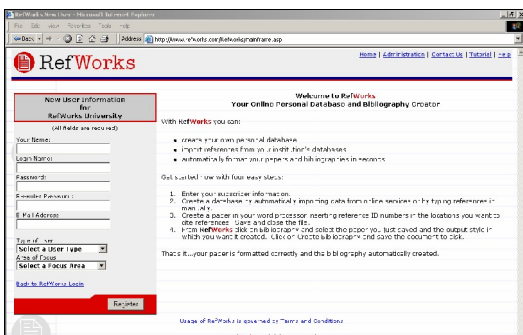 RefWorks New User - Microsoft Internet Explorer
File Edit View Favorites Tools Help
Back Address http://www.refworks.com/Refworks/mainframe.asp
Home | Administration | Contact Us | Tutorial | Help
RefWorks
New User Information
for
RefWorks University
(All fields are required)
Your Name:
Login Name:
Password:
Re-enter Password:
E-Mail Address
Type of User
Select a User Type
Area of Focus
Select a Focus Area
Back to RefWorks Login
Register
Welcome to RefWorks
Your Online Personal Database and Bibliography Creator
With RefWorks you can:
create your own personal database
import references from your institution's databases
automatically format your papers and bibliographies in seconds
Get started now with four easy steps:
1. Enter your subscriber information.
2. Create a database by automatically importing data from online services or by typing references in
manually.
3. Create a paper in your word processor inserting reference ID numbers in the locations you want to
cite references. Save and close the file.
4. From RefWorks click on Bibliography and select the paper you just saved and the output style in
which you want it created. Click on Create Bibliography and save the document to disk.
That's it...your paper is formatted correctly and the bibliography automatically created.
Usage of RefWorks is governed by Terms and Conditions